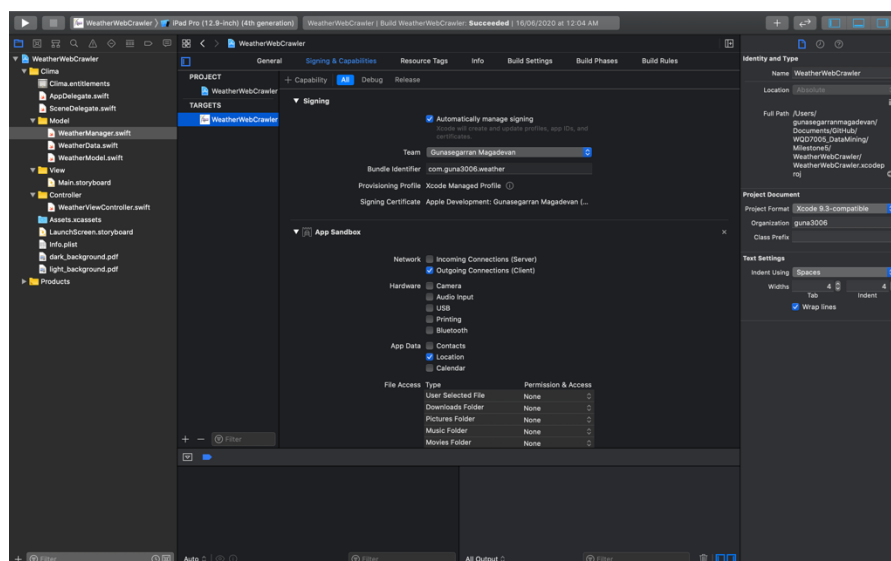 WeatherWebCrawler
iPad Pro (12.9-inch) (4th generation)
WeatherWebCrawler | Build WeatherWebCrawler: Succeeded | 16/06/2020 at 12:04 AM
WeatherWebCrawler
Clima
Clima.entitlements
AppDelegate.swift
SceneDelegate.swift
Model
WeatherManager.swift
WeatherData.swift
WeatherModel.swift
View
Main.storyboard
Controller
WeatherViewController.swift
Assets.xcassets
LaunchScreen.storyboard
Info.plist
dark_background.pdf
light_background.pdf
Products
Filter
WeatherWebCrawler
General Signing & Capabilities Resource Tags Info Build Settings Build Phases Build Rules
PROJECT
WeatherWebCrawler
TARGETS
WeatherWebCrawler
Filter
+ Capability All Debug Release
Signing
Automatically manage signing
Xcode will create and update profiles, app IDs, and
certificates.
Team Gunasegarran Magadevan
Bundle Identifier com.guna3006.weather
Provisioning Profile Xcode Managed Profile
Signing Certificate Apple Development: Gunasegarran Magadevan (...
App Sandbox
Network Incoming Connections (Server)
Outgoing Connections (Client)
Hardware Camera
Audio Input
USB
Printing
Bluetooth
App Data Contacts
Location
Calendar
File Access Type Permission & Access
User Selected File None
Downloads Folder None
Pictures Folder None
Music Folder None
Movies Folder None
Auto
Filter
All Output
Filter
Identity and Type
Name WeatherWebCrawler
Location Absolute
Full Path /Users/
gunasegarranmagadevan/
Documents/GitHub/
WQD7005_DataMining/
Milestone5/
WeatherWebCrawler/
WeatherWebCrawler.xcodep
roj
Project Document
Project Format Xcode 9.3-compatible
Organization guna3006
Class Prefix
Text Settings
Indent Using Spaces
Widths 4 4
Tab Indent
Wrap lines